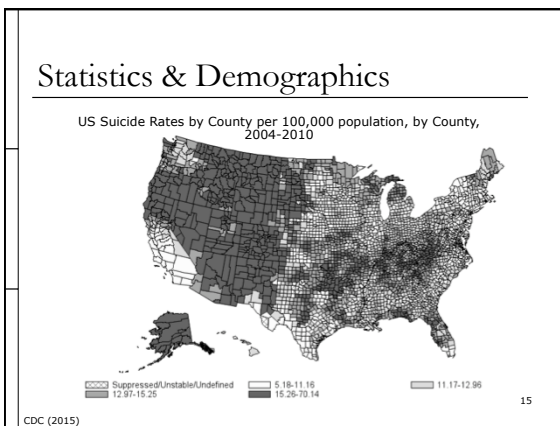 Statistics & Demographics
US Suicide Rates by County per 100,000 population, by County,
2004-2010
Suppressed/Unstable/Undefined
5.18-11.16
11.17-12.96
12.97-15.25
15.26-70.14
15
CDC (2015)